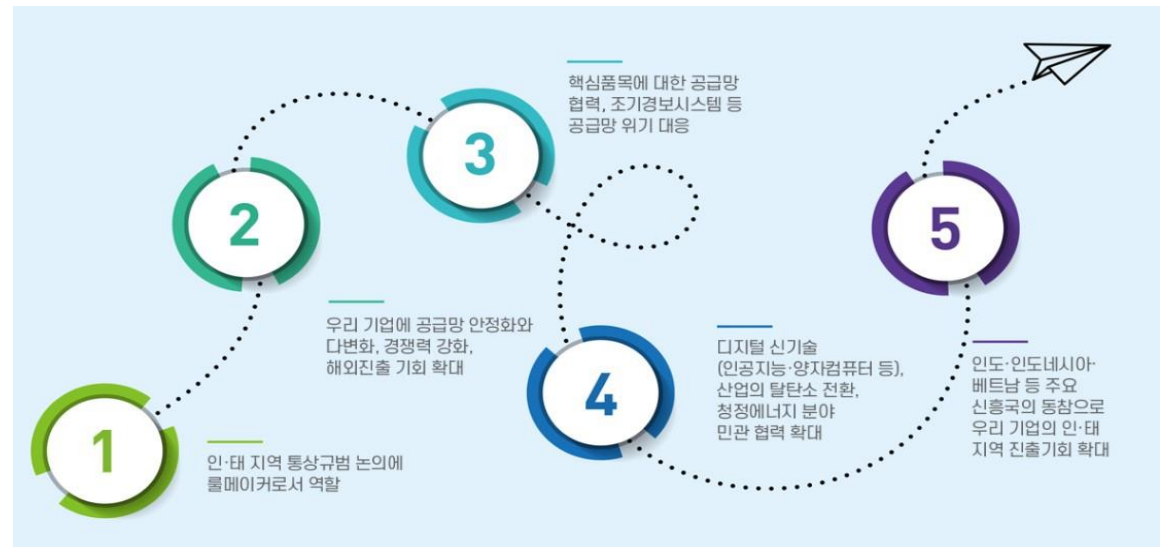 1
인·태 지역 통상규범 논의에
룰메이커로서 역할
2
우리 기업에 공급망 안정화와
다변화, 경쟁력 강화,
해외진출 기회 확대
3
핵심품목에 대한 공급망
협력, 조기경보시스템 등
공급망 위기 대응
4
디지털 신기술
(인공지능·양자컴퓨터 등),
산업의 탈탄소 전환,
청정에너지 분야
민관 협력 확대
5
인도·인도네시아·
베트남 등 주요
신흥국의 동참으로
우리 기업의 인·태
지역 진출기회 확대